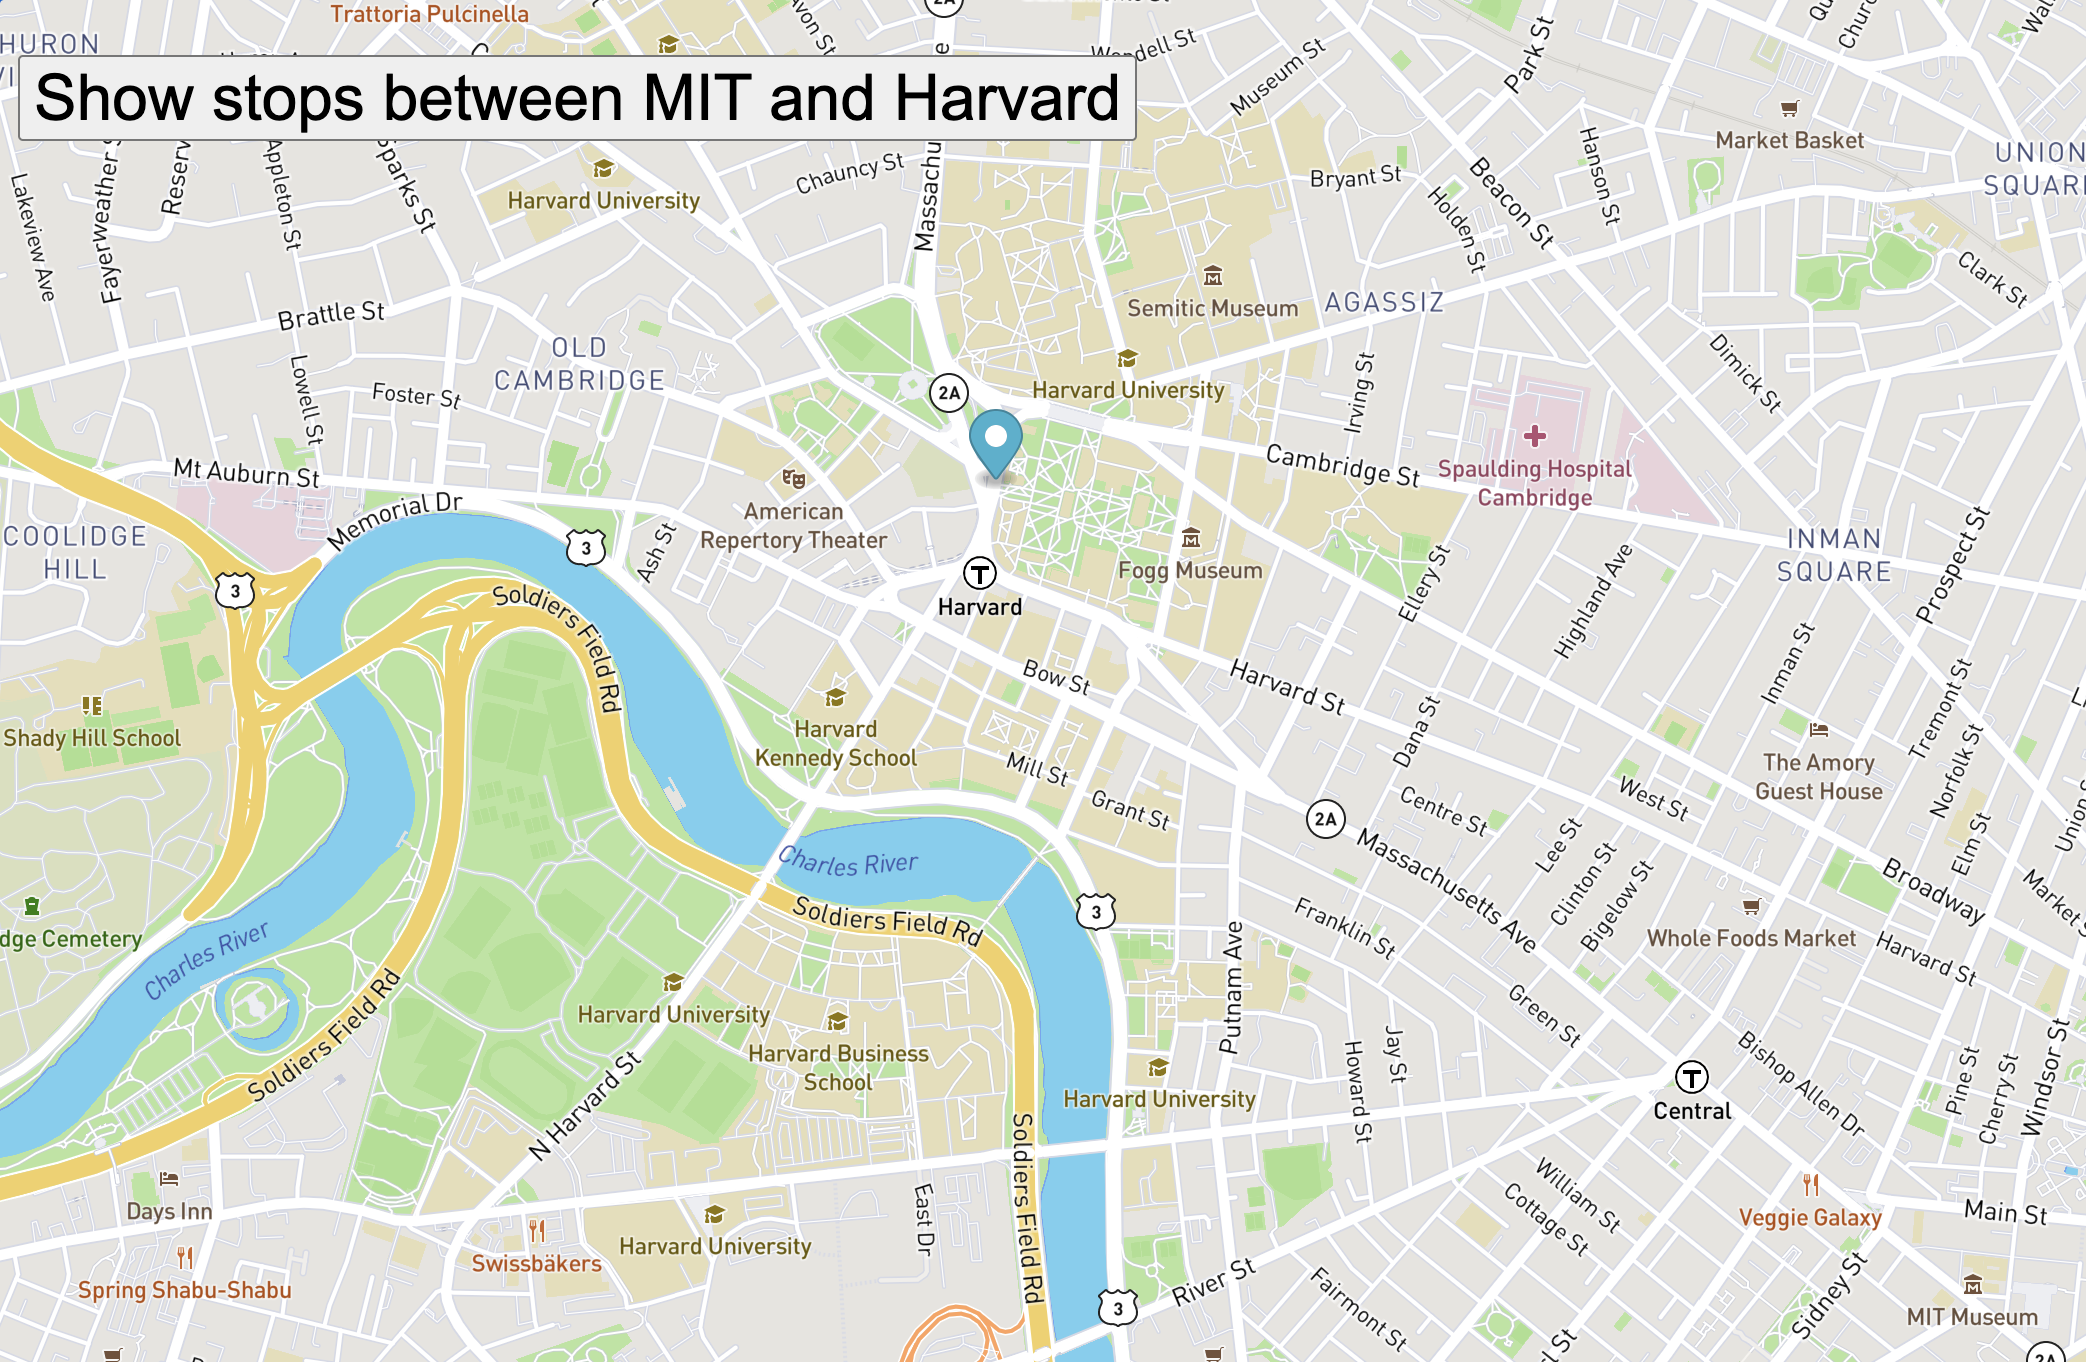 Trattoria Pulcinella
2A
HURON
Avon St
Wendell St
Museum St
Park St
Show stops between MIT and Harvard
Market Basket
UNION
SQUARE
Fayerweather S
Reserv
Appleton St
Sparks St
Lakeview Ave
Harvard University
Chauncy St
Massachu
Bryant St
Holden St
Beacon St
Hanson St
Clark St
Semitic Museum
AGASSIZ
Brattle St
OLD
CAMBRIDGE
Lowell St
Foster St
2A
Harvard University
Irving St
Dimick St
Mt Auburn St
Memorial Dr
COOLIDGE
HILL
3
3
Ash St
American
Repertory Theater
Cambridge St
Spaulding Hospital
Cambridge
Fogg Museum
T
Harvard
INMAN
SQUARE
Prospect St
Ellery St
Highland Ave
Inman St
Tremont St
Norfolk St
Soldiers Field Rd
Bow St
Harvard St
Dana St
Shady Hill School
Harvard
Kennedy School
Mill St
Grant St
2A
Centre St
West St
The Amory
Guest House
Elm St
Union S
Massachusetts Ave
Lee St
Clinton St
Bigelow St
Broadway
Market S
Charles River
Soldiers Field Rd
3
Franklin St
Putnam Ave
Whole Foods Market
Harvard St
dge Cemetery
Charles River
Soldiers Field Rd
Harvard University
Harvard Business
School
Harvard University
Green St
Jay St
Howard St
T
Central
Bishop Allen Dr
Pine St
Cherry St
Windsor St
N Harvard St
Soldiers Field Rd
East Dr
Days Inn
Spring Shabu-Shabu
Swissbäkers
Harvard University
William St
Cottage St
Veggie Galaxy
Main St
River St
Fairmont St
3
Sidney St
MIT Museum
2A